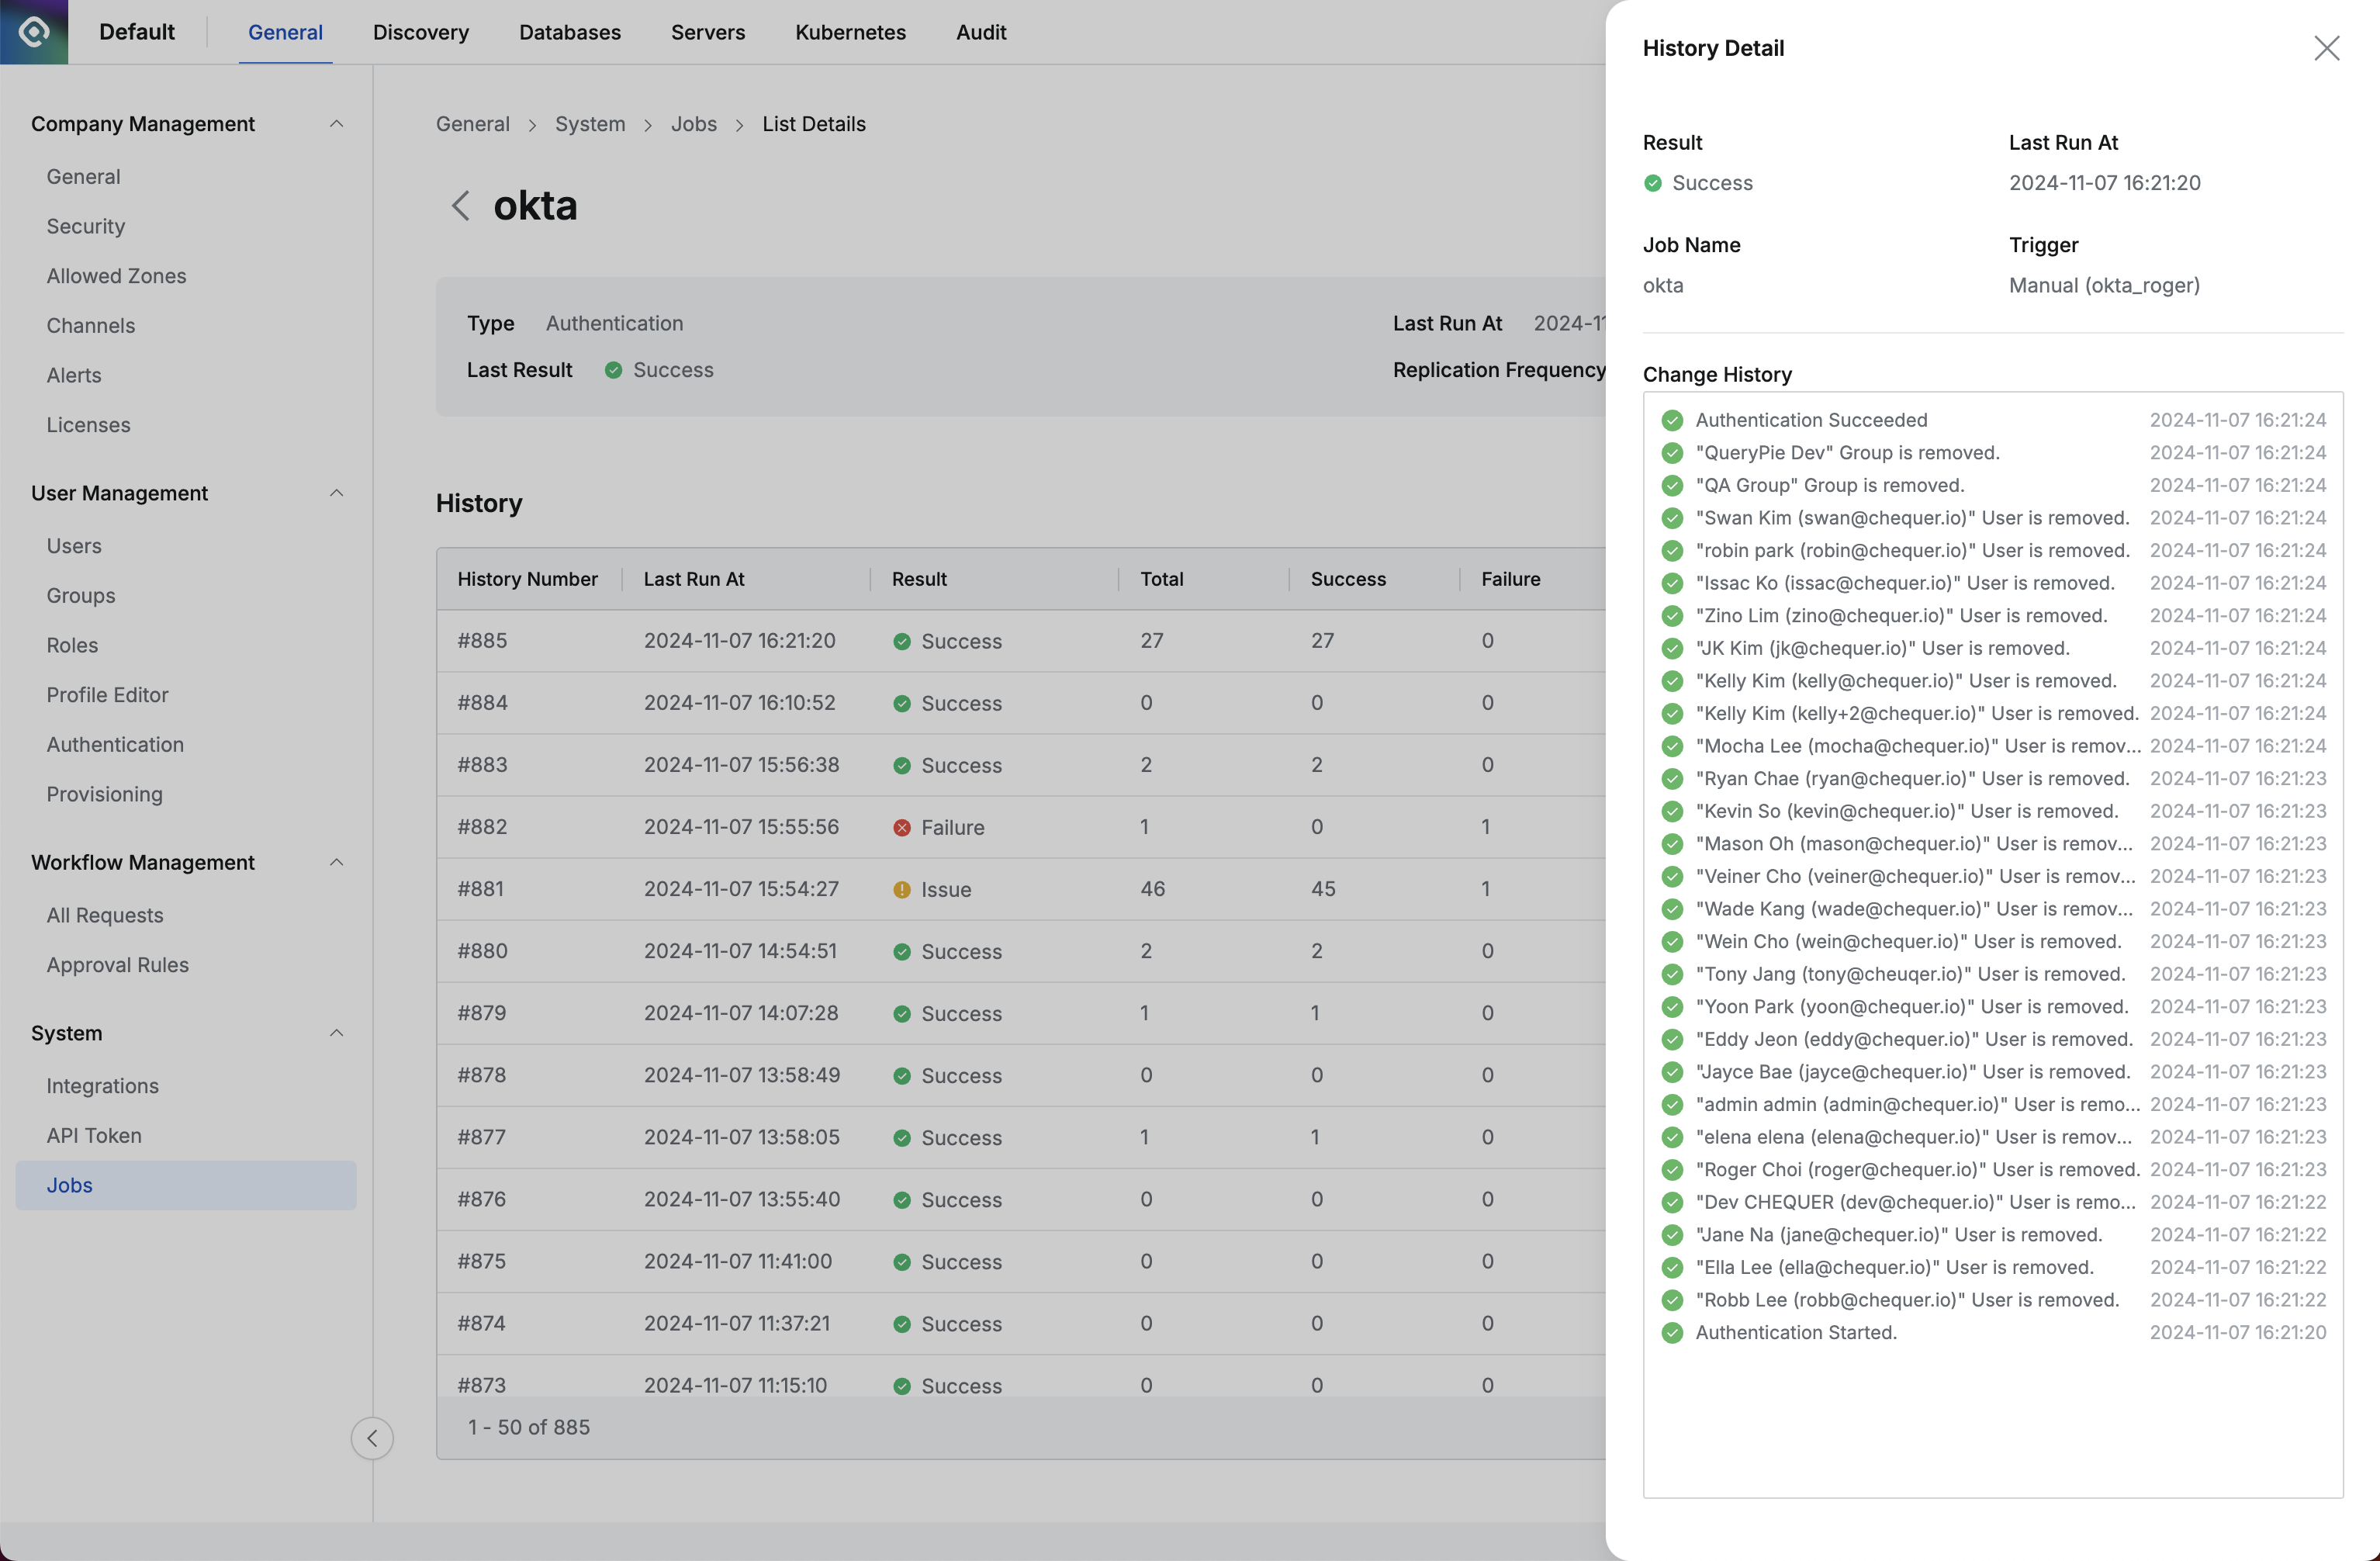 Default
General
Discovery
Databases
Servers
Kubernetes
Audit
Company Management
General
Security
Allowed Zones
Channels
Alerts
Licenses
User Management
Users
Groups
Roles
Profile Editor
Authentication
Provisioning
Workflow Management
All Requests
Approval Rules
System
Integrations
API Token
Jobs
General > System > Jobs > List Details
okta
Type Authentication
Last Run At 2024-11
Last Result Success
Replication Frequency
History
History Number Last Run At Result Total Success Failure
#885 2024-11-07 16:21:20 Success 27 27 0
#884 2024-11-07 16:10:52 Success 0 0 0
#883 2024-11-07 15:56:38 Success 2 2 0
#882 2024-11-07 15:55:56 Failure 1 0 1
#881 2024-11-07 15:54:27 Issue 46 45 1
#880 2024-11-07 14:54:51 Success 2 2 0
#879 2024-11-07 14:07:28 Success 1 1 0
#878 2024-11-07 13:58:49 Success 0 0 0
#877 2024-11-07 13:58:05 Success 1 1 0
#876 2024-11-07 13:55:40 Success 0 0 0
#875 2024-11-07 11:41:00 Success 0 0 0
#874 2024-11-07 11:37:21 Success 0 0 0
#873 2024-11-07 11:15:10 Success 0 0 0
1 - 50 of 885
History Detail
Result Last Run At
Success 2024-11-07 16:21:20
Job Name Trigger
okta Manual (okta_roger)
Change History
Authentication Succeeded 2024-11-07 16:21:24
"QueryPie Dev" Group is removed. 2024-11-07 16:21:24
"QA Group" Group is removed. 2024-11-07 16:21:24
"Swan Kim (swan@chequer.io)" User is removed. 2024-11-07 16:21:24
"robin park (robin@chequer.io)" User is removed. 2024-11-07 16:21:24
"Issac Ko (issac@chequer.io)" User is removed. 2024-11-07 16:21:24
"Zino Lim (zino@chequer.io)" User is removed. 2024-11-07 16:21:24
"JK Kim (jk@chequer.io)" User is removed. 2024-11-07 16:21:24
"Kelly Kim (kelly@chequer.io)" User is removed. 2024-11-07 16:21:24
"Kelly Kim (kelly+2@chequer.io)" User is removed. 2024-11-07 16:21:24
"Mocha Lee (mocha@chequer.io)" User is remov... 2024-11-07 16:21:24
"Ryan Chae (ryan@chequer.io)" User is removed. 2024-11-07 16:21:23
"Kevin So (kevin@chequer.io)" User is removed. 2024-11-07 16:21:23
"Mason Oh (mason@chequer.io)" User is remov... 2024-11-07 16:21:23
"Veiner Cho (veiner@chequer.io)" User is remov... 2024-11-07 16:21:23
"Wade Kang (wade@chequer.io)" User is remov... 2024-11-07 16:21:23
"Wein Cho (wein@chequer.io)" User is removed. 2024-11-07 16:21:23
"Tony Jang (tony@cheuqer.io)" User is removed. 2024-11-07 16:21:23
"Yoon Park (yoon@chequer.io)" User is removed. 2024-11-07 16:21:23
"Eddy Jeon (eddy@chequer.io)" User is removed. 2024-11-07 16:21:23
"Jayce Bae (jayce@chequer.io)" User is removed. 2024-11-07 16:21:23
"admin admin (admin@chequer.io)" User is remo... 2024-11-07 16:21:23
"elena elena (elena@chequer.io)" User is remov... 2024-11-07 16:21:23
"Roger Choi (roger@chequer.io)" User is removed. 2024-11-07 16:21:23
"Dev CHEQUER (dev@chequer.io)" User is remo... 2024-11-07 16:21:22
"Jane Na (jane@chequer.io)" User is removed. 2024-11-07 16:21:22
"Ella Lee (ella@chequer.io)" User is removed. 2024-11-07 16:21:22
"Robb Lee (robb@chequer.io)" User is removed. 2024-11-07 16:21:22
Authentication Started. 2024-11-07 16:21:20